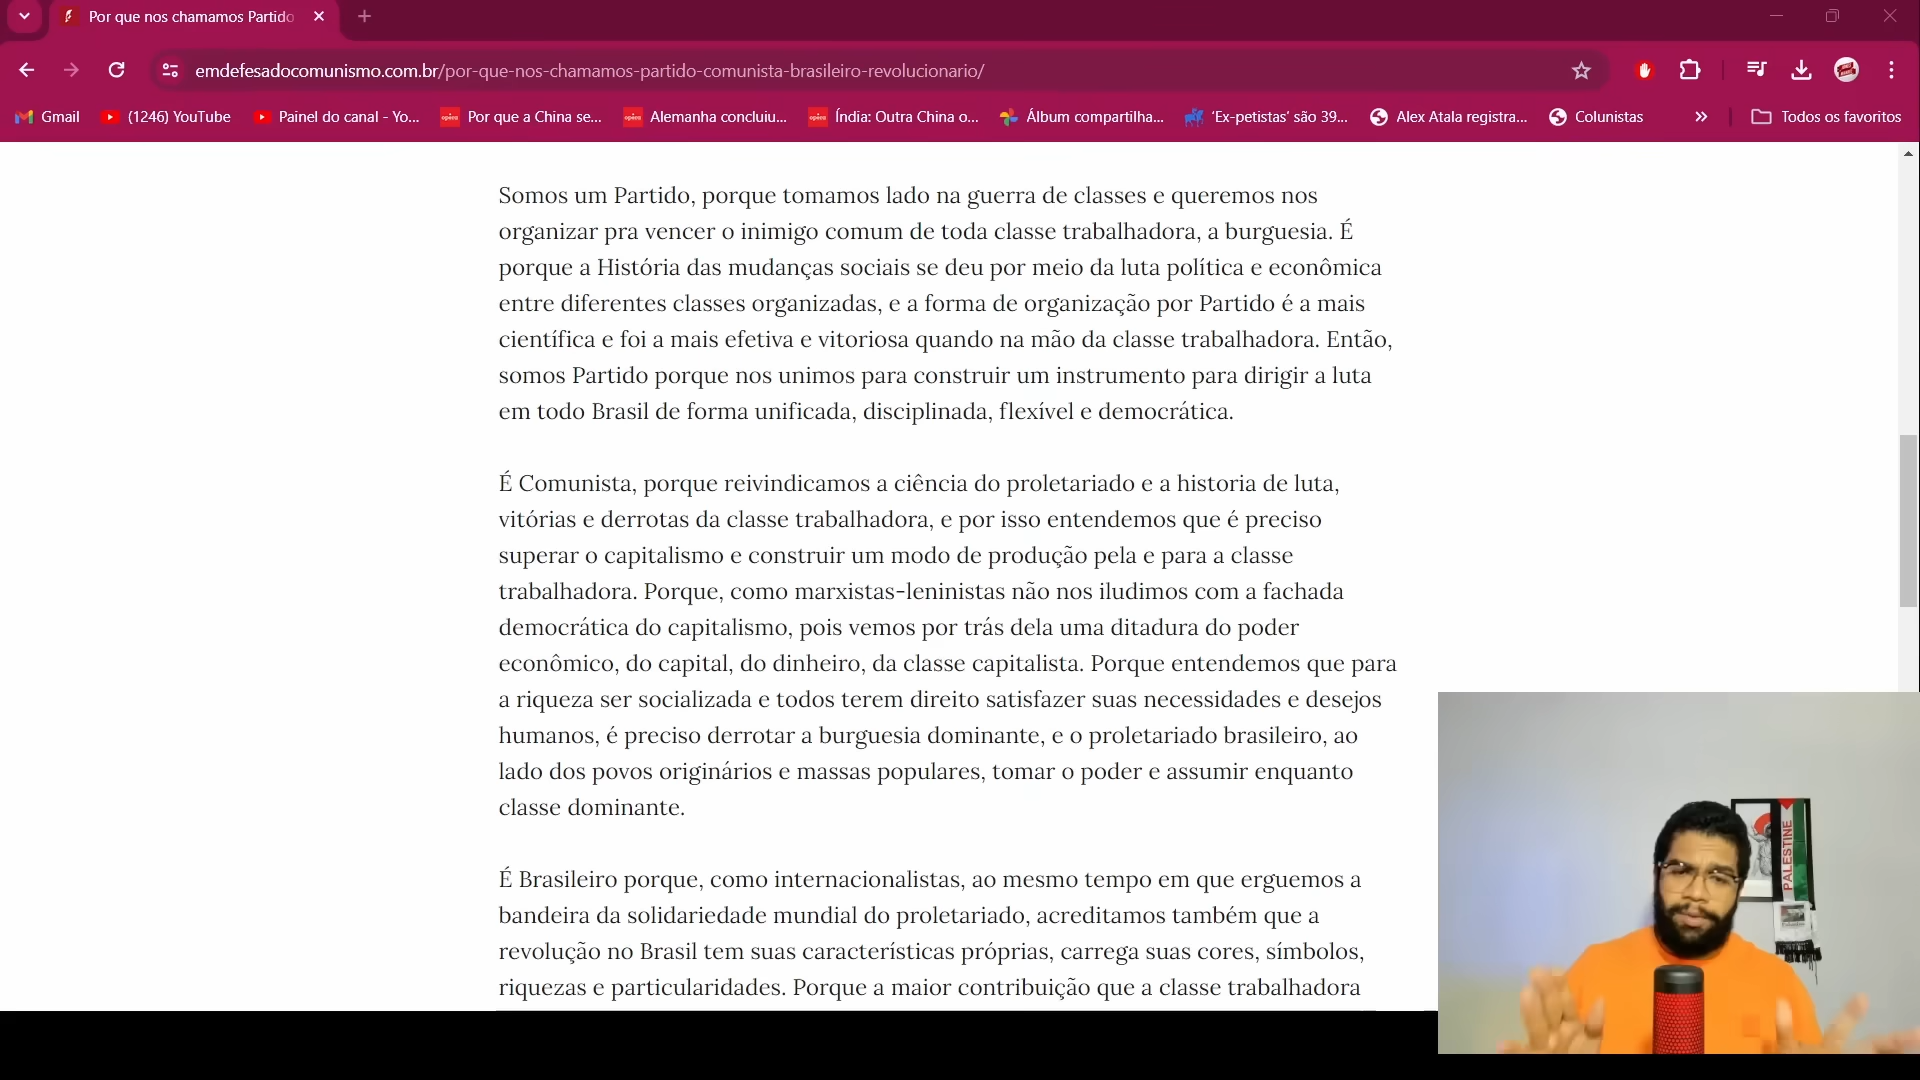 Por que nos chamamos Partido
emdefesadocomunismo.com.br/por-que-nos-chamamos-partido-comunista-brasileiro-revolucionario/
Gmail
(1246) YouTube
Painel do canal - Yo...
Por que a China se...
Alemanha concluiu...
Índia: Outra China o...
Álbum compartilha...
'Ex-petistas' são 39...
Alex Atala registra...
Colunistas
Todos os favoritos
Somos um Partido, porque tomamos lado na guerra de classes e queremos nos
organizar pra vencer o inimigo comum de toda classe trabalhadora, a burguesia. É
porque a História das mudanças sociais se deu por meio da luta política e econômica
entre diferentes classes organizadas, e a forma de organização por Partido é a mais
científica e foi a mais efetiva e vitoriosa quando na mão da classe trabalhadora. Então,
somos Partido porque nos unimos para construir um instrumento para dirigir a luta
em todo Brasil de forma unificada, disciplinada, flexível e democrática.
É Comunista, porque reivindicamos a ciência do proletariado e a historia de luta,
vitórias e derrotas da classe trabalhadora, e por isso entendemos que é preciso
superar o capitalismo e construir um modo de produção pela e para a classe
trabalhadora. Porque, como marxistas-leninistas não nos iludimos com a fachada
democrática do capitalismo, pois vemos por trás dela uma ditadura do poder
econômico, do capital, do dinheiro, da classe capitalista. Porque entendemos que para
a riqueza ser socializada e todos terem direito satisfazer suas necessidades e desejos
humanos, é preciso derrotar a burguesia dominante, e o proletariado brasileiro, ao
lado dos povos originários e massas populares, tomar o poder e assumir enquanto
classe dominante.
É Brasileiro porque, como internacionalistas, ao mesmo tempo em que erguemos a
bandeira da solidariedade mundial do proletariado, acreditamos também que a
revolução no Brasil tem suas características próprias, carrega suas cores, símbolos,
riquezas e particularidades. Porque a maior contribuição que a classe trabalhadora
PALESTINE